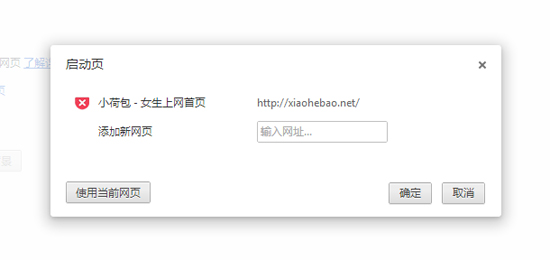 启动页
网页 了解
页
小荷包 - 女生上网首页 http://xiaohebao.net/
添加新网页 输入网址...
使用当前网页 确定 取消